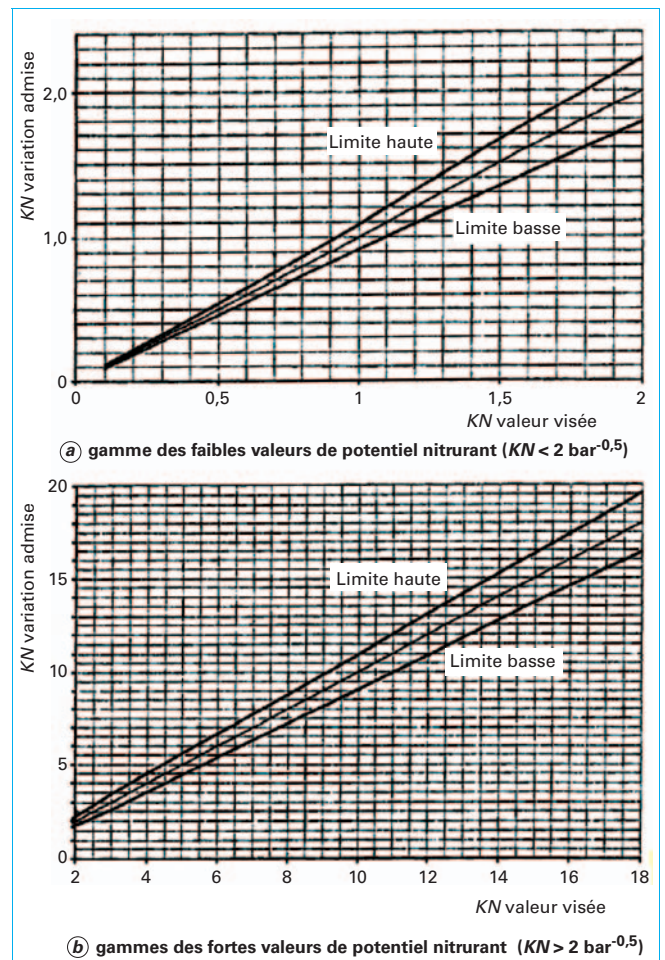 KN variation admise
2,0
1,0
0
Limite haute
Limite basse
0 0,5 1 1,5 2
KN valeur visée
a gamme des faibles valeurs de potentiel nitrurant (KN < 2 bar-0,5)
KN variation admise
20
15
10
5
0
Limite haute
Limite basse
2 4 6 8 10 12 14 16 18
KN valeur visée
b gammes des fortes valeurs de potentiel nitrurant (KN > 2 bar-0,5)